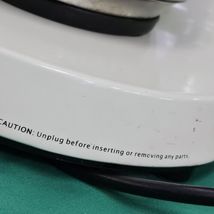 CAUTION: Unplug before inserting or removing any parts.